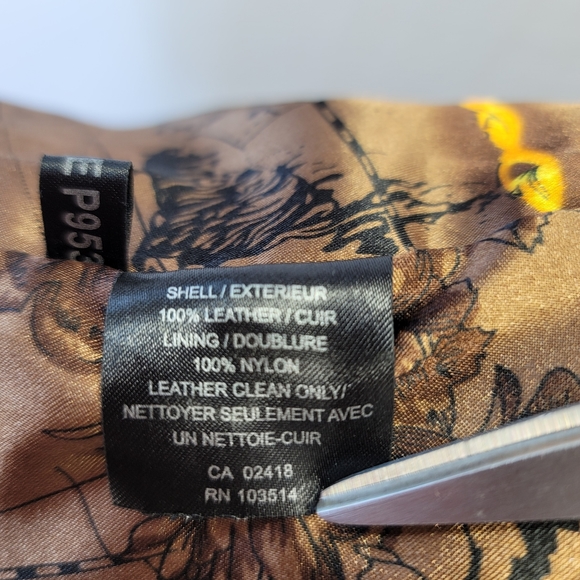 E P953
SHELL / EXTERIEUR
100% LEATHER / CUIR
LINING / DOUBLURE
100% NYLON
LEATHER CLEAN ONLY/
NETTOYER SEULEMENT AVEC
UN NETTOIE-CUIR
CA 02418
RN 103514